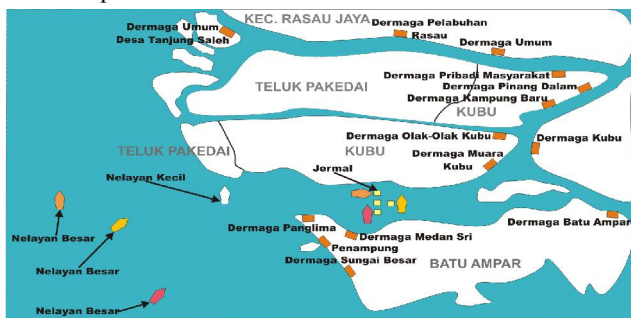 KEC. RASAU JAYA
Dermaga Umum
Desa Tanjung Saleh
Dermaga Pelabuhan
Rasau
Dermaga Umum
TELUK PAKEDAI
Dermaga Pribadi Masyarakat
Dermaga Pinang Dalam
Dermaga Kampung Baru
KUBU
Dermaga Olak-Olak Kubu
Dermaga Kubu
TELUK PAKEDAI
KUBU
Dermaga Muara
Kubu
Nelayan Kecil
Jermal
Nelayan Besar
Dermaga Panglima
Dermaga Batu Ampar
Dermaga Medan Sri
Penampung
Dermaga Sungai Besar
BATU AMPAR
Nelayan Besar
Nelayan Besar